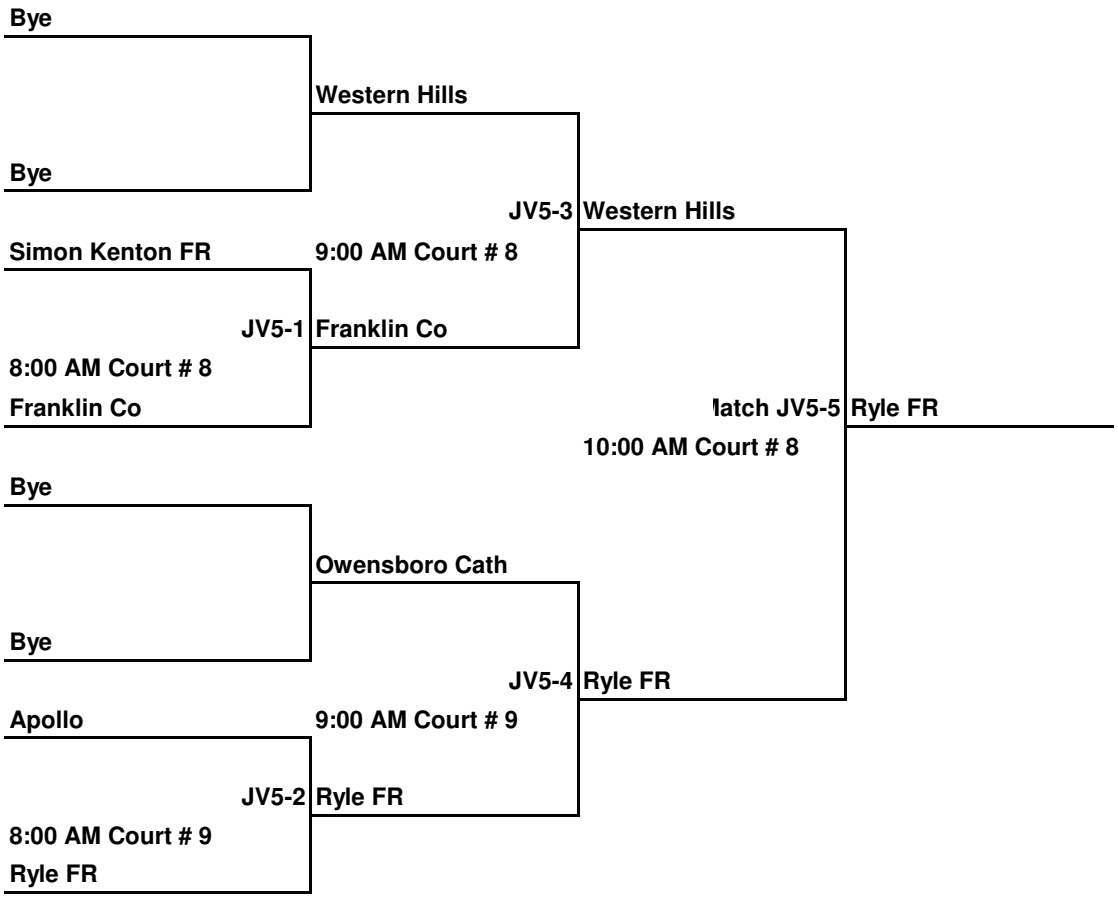 Bye
Western Hills
Bye
JV5-3 Western Hills
Simon Kenton FR 9:00 AM Court # 8
JV5-1 Franklin Co
8:00 AM Court # 8
Franklin Co
JV5-5 Ryle FR
10:00 AM Court # 8
Bye
Owensboro Cath
Bye
JV5-4 Ryle FR
Apollo 9:00 AM Court # 9
JV5-2 Ryle FR
8:00 AM Court # 9
Ryle FR